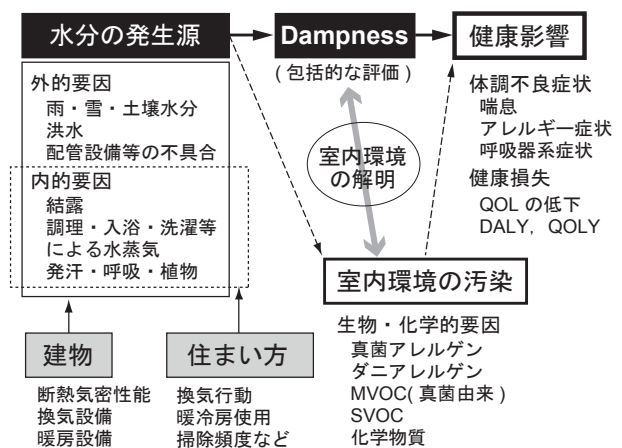 水分の発生源
Dampness
健康影響
(包括的な評価)
外的要因
雨・雪・土壌水分
洪水
配管設備等の不具合
内的要因
結露
調理・入浴・洗濯等
による水蒸気
発汗・呼吸・植物
室内環境
の解明
体調不良症状
喘息
アレルギー症状
呼吸器系症状
健康損失
QOL の低下
DALY，QOLY
室内環境の汚染
生物・化学的要因
真菌アレルゲン
ダニアレルゲン
MVOC(真菌由来)
SVOC
化学物質
建物
断熱気密性能
換気設備
暖房設備
住まい方
換気行動
暖冷房使用
掃除頻度など